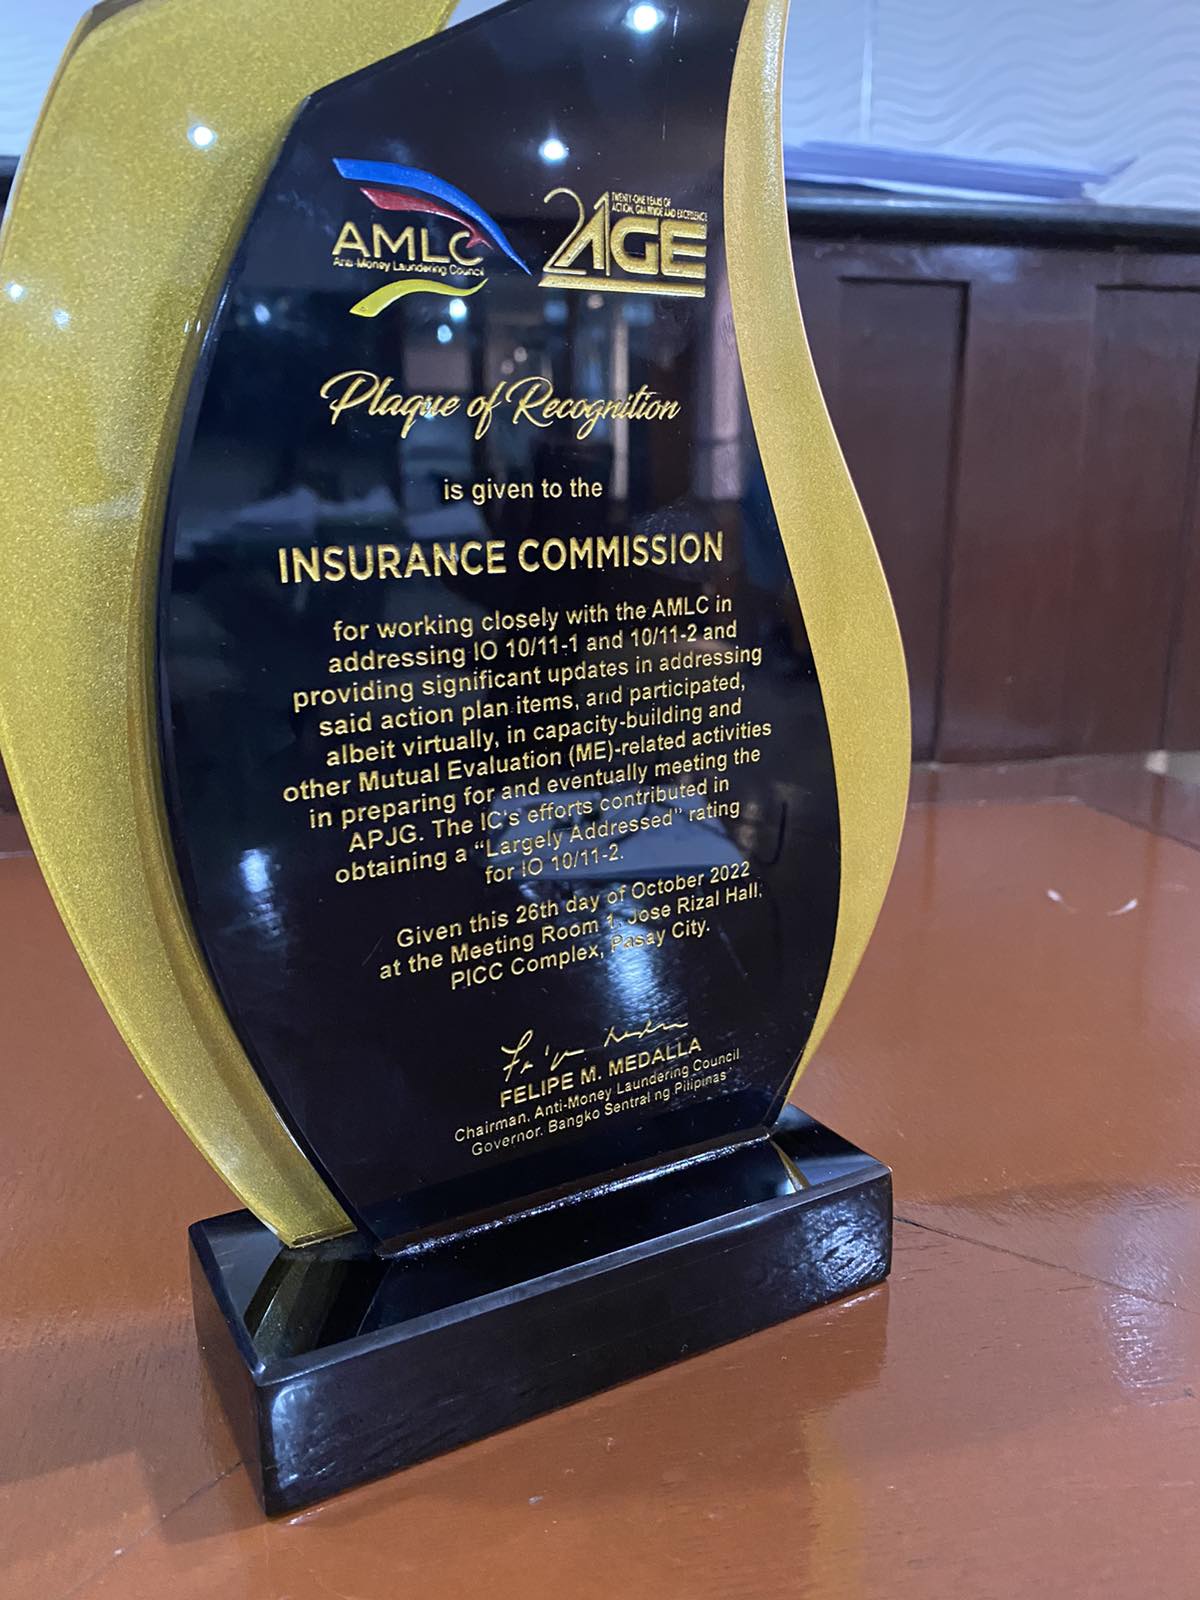 AMLC
Anti-Money Laundering Council
TWENTY-ONE YEARS OF
ACTION, GRATITUDE AND EXCELLENCE
21AGE
Plaque of Recognition
is given to the
INSURANCE COMMISSION
for working closely with the AMLC in
addressing IO 10/11-1 and 10/11-2 and
providing significant updates in addressing
said action plan items, and participated,
albeit virtually, in capacity-building and
other Mutual Evaluation (ME)-related activities
in preparing for and eventually meeting the
APJG. The IC's efforts contributed in
obtaining a "Largely Addressed" rating
for IO 10/11-2.
Given this 26th day of October 2022
at the Meeting Room 1, Jose Rizal Hall,
PICC Complex, Pasay City.
FELIPE M. MEDALLA
Chairman, Anti-Money Laundering Council
Governor, Bangko Sentral ng Pilipinas